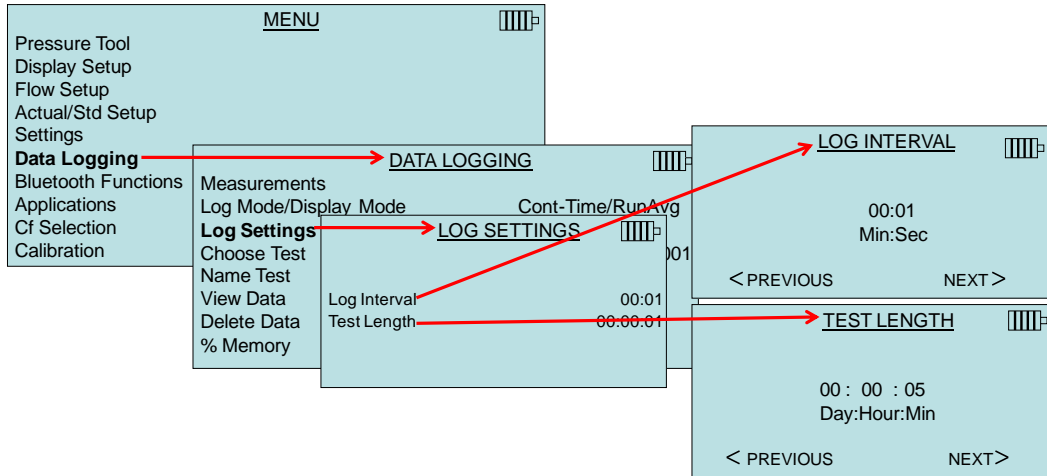 MENU
Pressure Tool
Display Setup
Flow Setup
Actual/Std Setup
Settings
Data Logging
Bluetooth Functions
Applications
Cf Selection
Calibration
DATA LOGGING
Measurements
Log Mode/Display Mode Cont-Time/RunAvg
Log Settings
Choose Test 001
Name Test
View Data
Delete Data
% Memory
LOG SETTINGS
Log Interval 00:01
Test Length 00:00:01
LOG INTERVAL
00:01
Min:Sec
< PREVIOUS NEXT >
TEST LENGTH
00 : 00 : 05
Day:Hour:Min
< PREVIOUS NEXT >